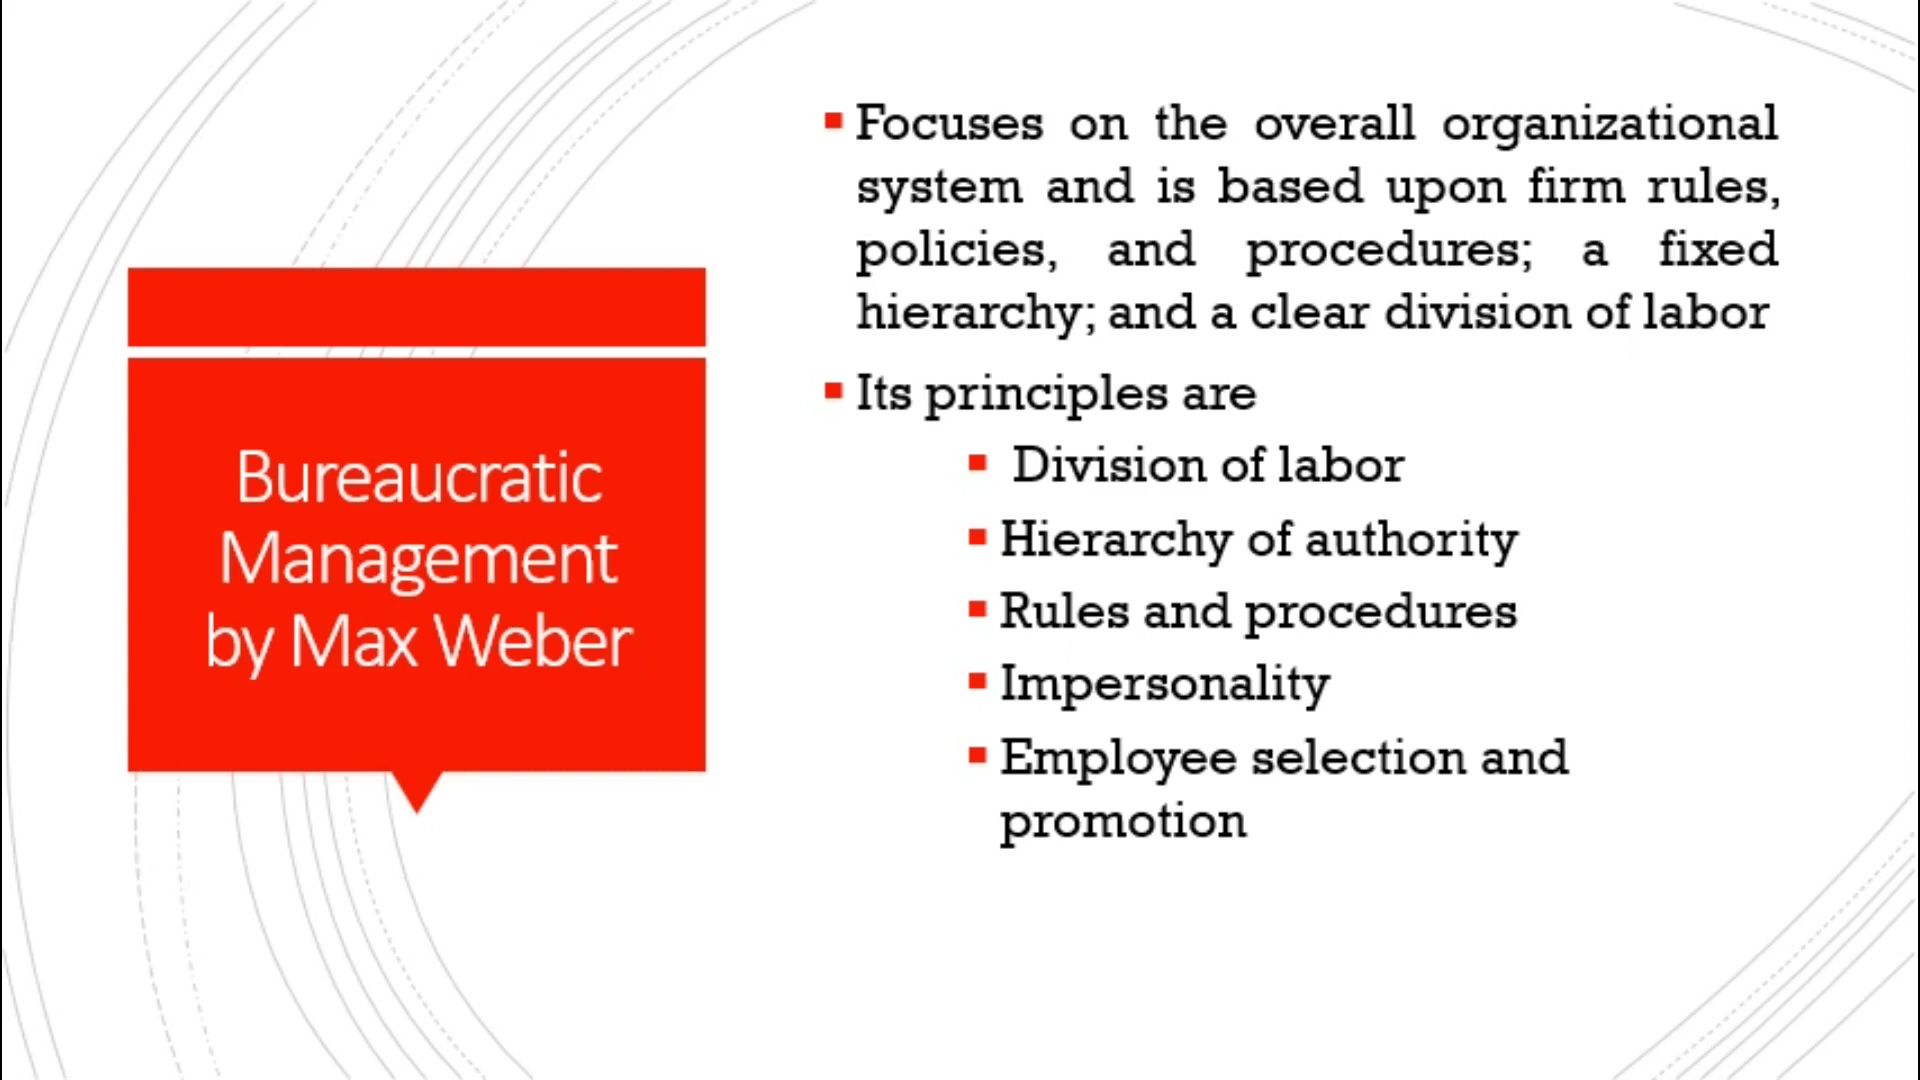 Bureaucratic
Management
by Max Weber
Focuses on the overall organizational
system and is based upon firm rules,
policies, and procedures; a fixed
hierarchy; and a clear division of labor
Its principles are
Division of labor
Hierarchy of authority
Rules and procedures
Impersonality
Employee selection and
promotion